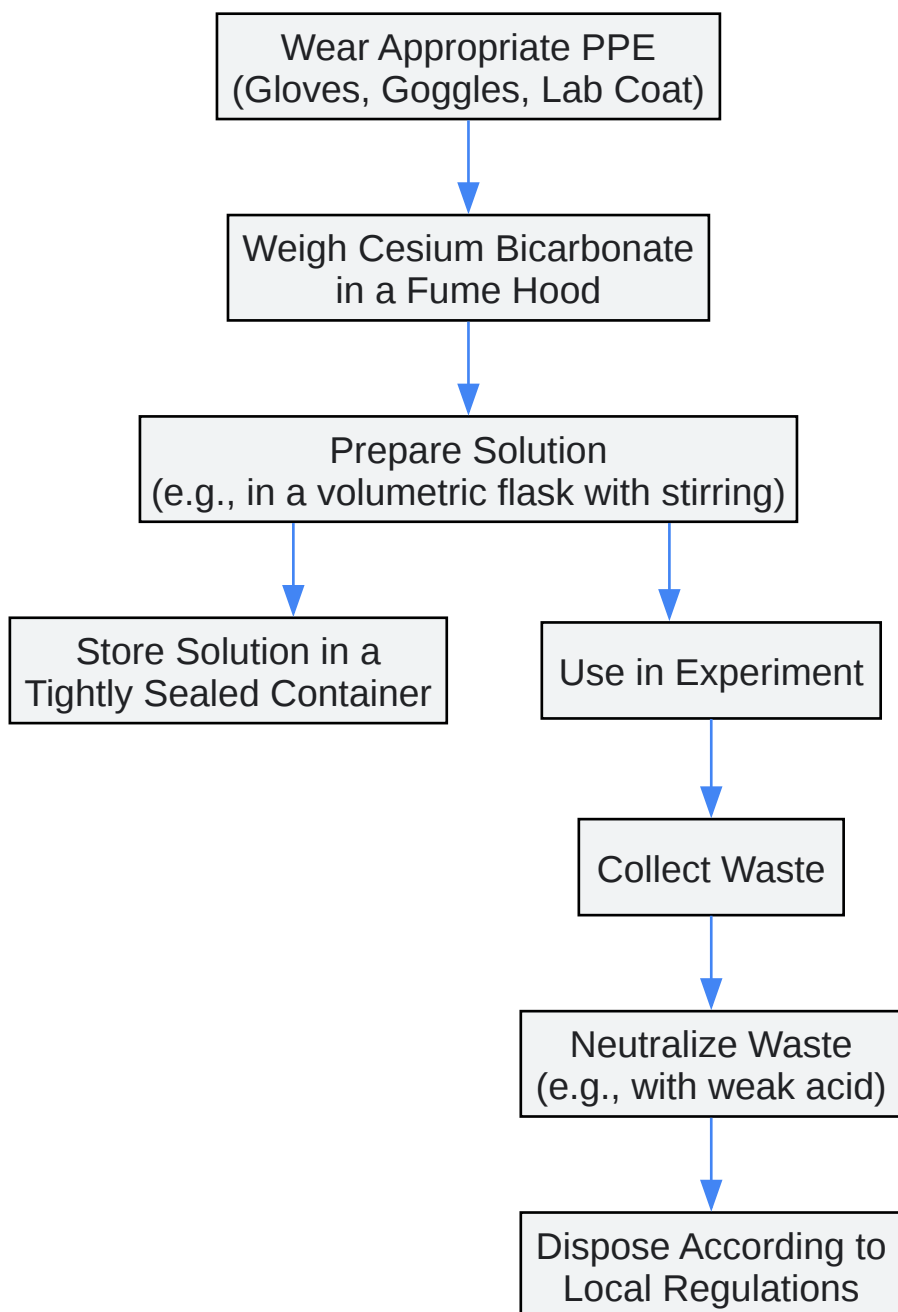 Wear Appropriate PPE
(Gloves, Goggles, Lab Coat)
Weigh Cesium Bicarbonate
in a Fume Hood
Prepare Solution
(e.g., in a volumetric flask with stirring)
Store Solution in a
Tightly Sealed Container
Use in Experiment
Collect Waste
Neutralize Waste
(e.g., with weak acid)
Dispose According to
Local Regulations